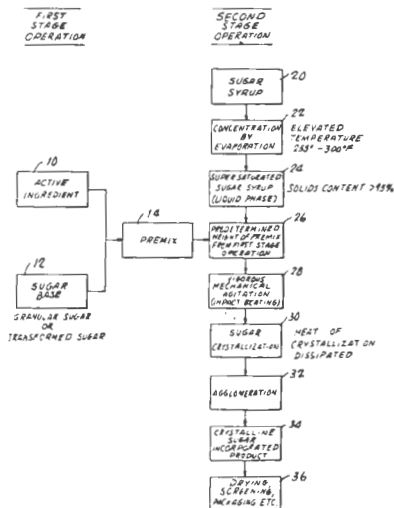 FIRST
STAGE
OPERATION
SECOND
STAGE
OPERATION
20
SUGAR
SYRUP
22
CONCENTRATION
BY
EVAPORATION
ELEVATED
TEMPERATURE
255°-300°F
10
ACTIVE
INGREDIENT
24
SUPERSATURATED
SUGAR SYRUP
(LIQUID PHASE)
SOLIDS CONTENT >95%
14
PREMIX
26
PREDETERMINED
WEIGHT OF PREMIX
FROM FIRST STAGE
OPERATION
12
SUGAR
BASE
GRANULAR SUGAR
OR
TRANSFORMED SUGAR
28
VIGOROUS
MECHANICAL
AGITATION
(IMPACT BEATING)
30
SUGAR
CRYSTALLIZATION
HEAT OF
CRYSTALLIZATION
DISSIPATED
32
AGGLOMERATION
34
CRYSTALLINE
SUGAR
INCORPORATED
PRODUCT
36
DRYING,
SCREENING,
PACKAGING ETC.